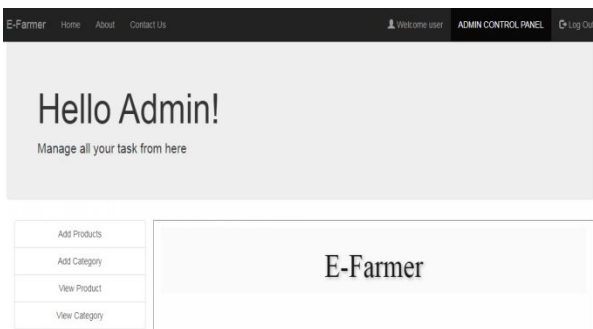 E-Farmer Home About Contact Us Welcome user ADMIN CONTROL PANEL Log Out
Hello Admin!
Manage all your task from here
Add Products
Add Category
View Product
View Category
E-Farmer